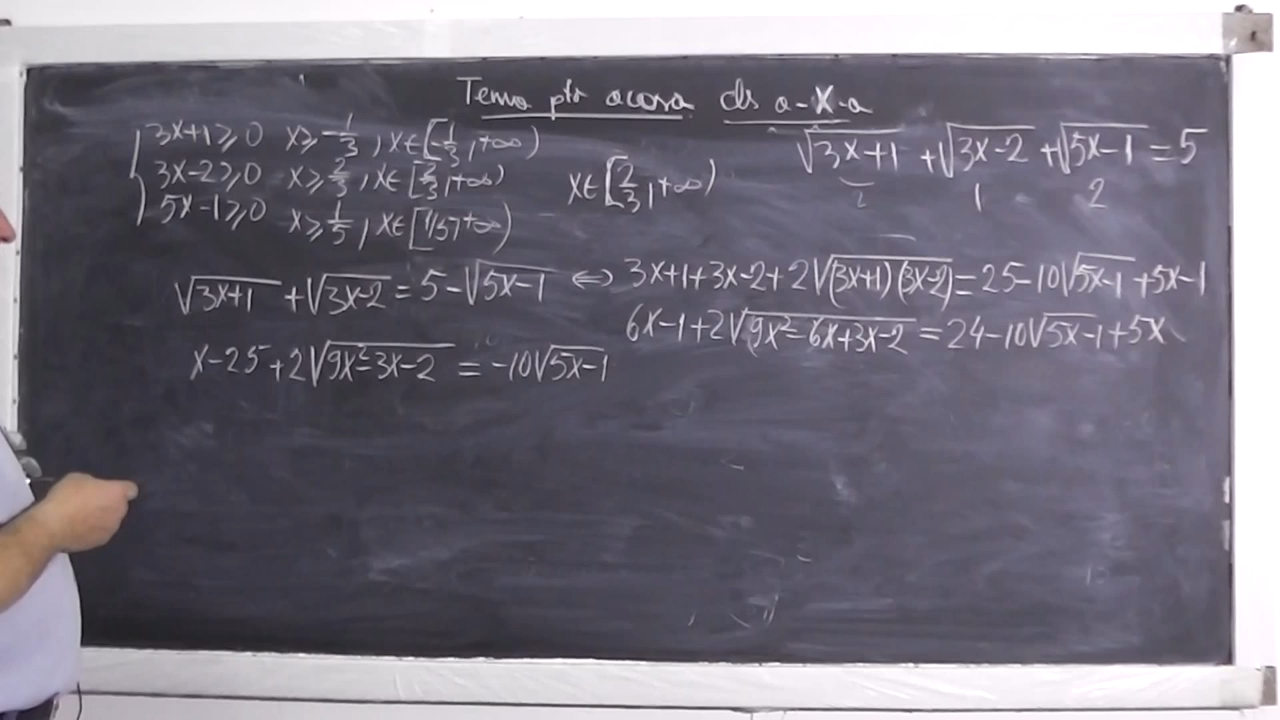 Tema ptr acasa cls a-X-a
3x+1≥0 x≥-1/3, x∈[-1/3,+∞)
3x-2≥0 x≥2/3, x∈[2/3,+∞)
5x-1≥0 x≥1/5, x∈[1/5,+∞)
x∈[2/3,+∞)
√(3x+1) + √(3x-2) + √(5x-1) = 5
2 1 2
√(3x+1) + √(3x-2) = 5-√(5x-1) ⇔ 3x+1+3x-2+2√((3x+1)(3x-2)) = 25-10√(5x-1)+5x-1
6x-1+2√(9x²-6x+3x-2) = 24-10√(5x-1)+5x
x-25+2√(9x²-3x-2) = -10√(5x-1)